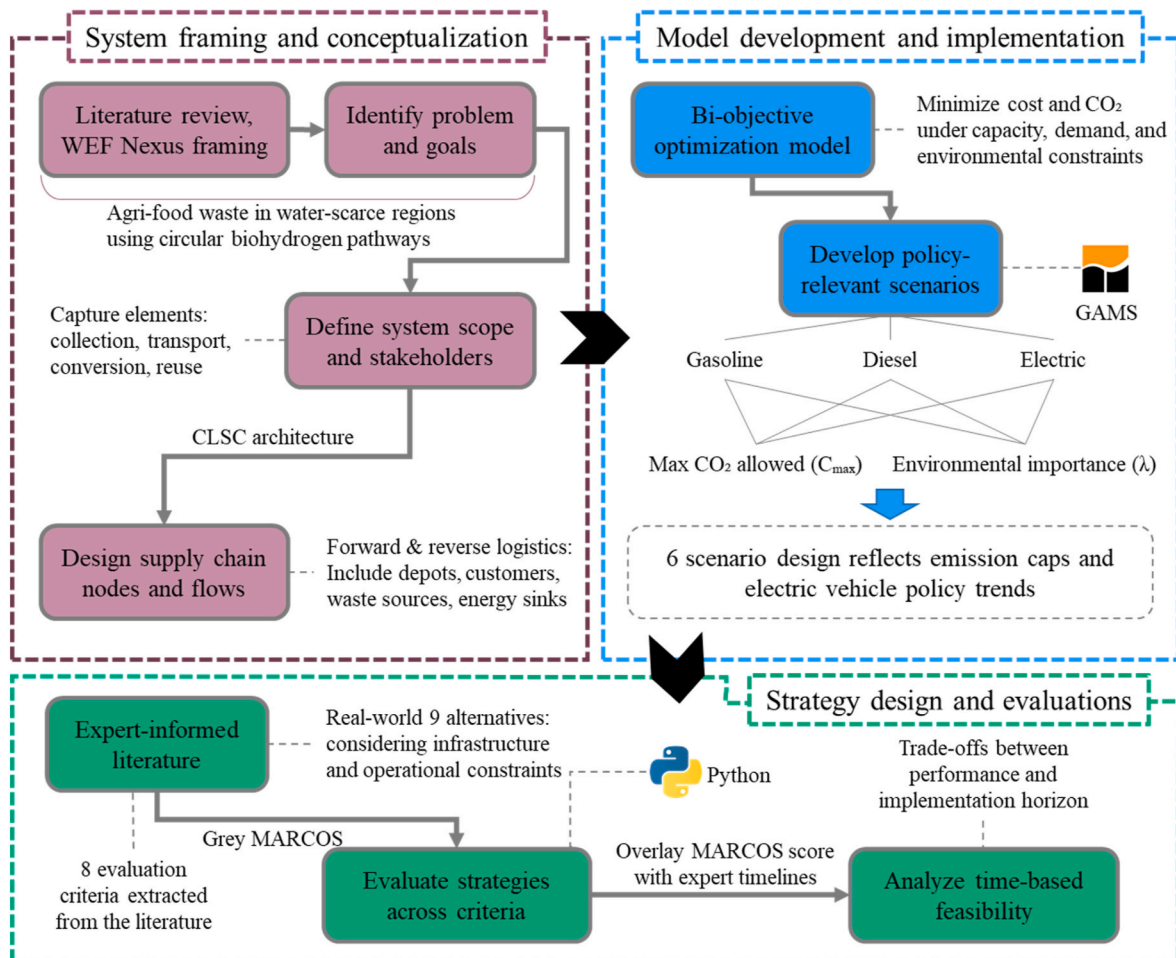 System framing and conceptualization
Literature review,
WEF Nexus framing
Identify problem
and goals
Agri-food waste in water-scarce regions
using circular biohydrogen pathways
Capture elements:
collection, transport,
conversion, reuse
Define system scope
and stakeholders
CLSC architecture
Design supply chain
nodes and flows
Forward & reverse logistics:
Include depots, customers,
waste sources, energy sinks
Model development and implementation
Bi-objective
optimization model
Minimize cost and CO₂
under capacity, demand, and
environmental constraints
Develop policy-
relevant scenarios
GAMS
Gasoline
Diesel
Electric
Max CO₂ allowed (Cₘₐₓ)
Environmental importance (λ)
6 scenario design reflects emission caps and
electric vehicle policy trends
Strategy design and evaluations
Expert-informed
literature
Real-world 9 alternatives:
considering infrastructure
and operational constraints
Python
Trade-offs between
performance and
implementation horizon
8 evaluation
criteria extracted
from the literature
Grey MARCOS
Evaluate strategies
across criteria
Overlay MARCOS score
with expert timelines
Analyze time-based
feasibility